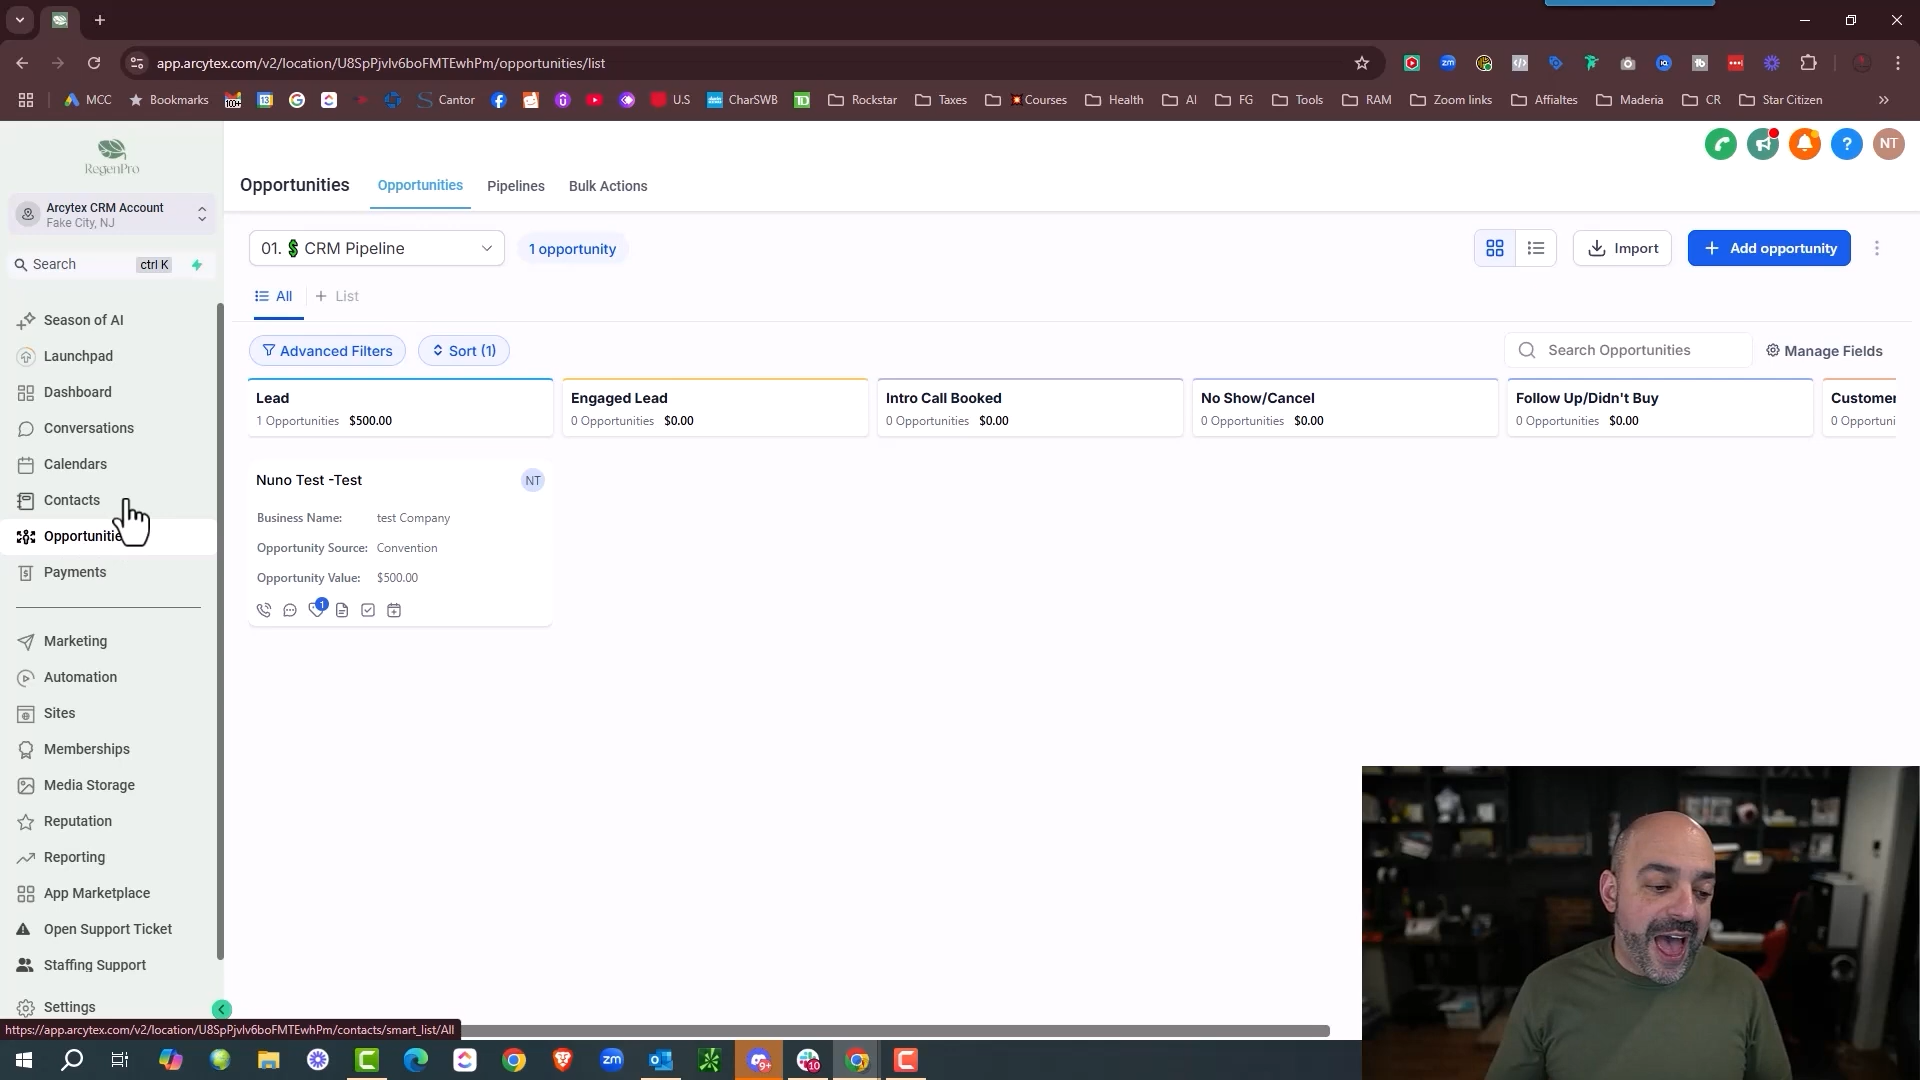 app.arcytex.com/v2/location/U8SpPjvlv6boFMTEwhPm/opportunities/list
MCC
Bookmarks
Cantor
U.S
CharSWB
Rockstar
Taxes
Courses
Health
AI
FG
Tools
RAM
Zoom links
Affialtes
Maderia
CR
Star Citizen
RegenPro
Arcytex CRM Account
Fake City, NJ
Search
ctrl K
Season of AI
Launchpad
Dashboard
Conversations
Calendars
Contacts
Opportunitie
Payments
Marketing
Automation
Sites
Memberships
Media Storage
Reputation
Reporting
App Marketplace
Open Support Ticket
Staffing Support
Settings
Opportunities
Opportunities
Pipelines
Bulk Actions
NT
01. CRM Pipeline
1 opportunity
Import
+ Add opportunity
All
+ List
Advanced Filters
Sort (1)
Search Opportunities
Manage Fields
Lead
1 Opportunities $500.00
Engaged Lead
0 Opportunities $0.00
Intro Call Booked
0 Opportunities $0.00
No Show/Cancel
0 Opportunities $0.00
Follow Up/Didn't Buy
0 Opportunities $0.00
Customer
0 Opportuni
Nuno Test -Test
NT
Business Name: test Company
Opportunity Source: Convention
Opportunity Value: $500.00
1
https://app.arcytex.com/v2/location/U8SpPjvlv6boFMTEwhPm/contacts/smart_list/All
zm
9+
10